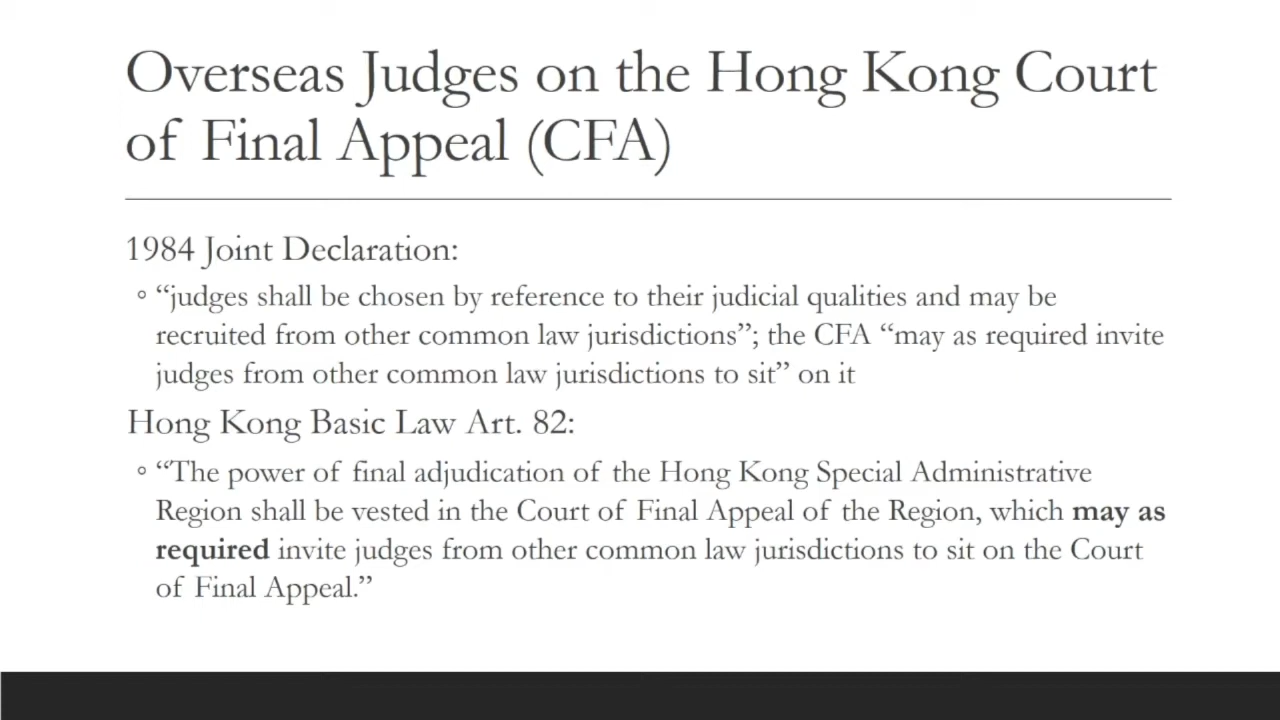 Overseas Judges on the Hong Kong Court
of Final Appeal (CFA)
1984 Joint Declaration:
◦ “judges shall be chosen by reference to their judicial qualities and may be
recruited from other common law jurisdictions”; the CFA “may as required invite
judges from other common law jurisdictions to sit” on it
Hong Kong Basic Law Art. 82:
◦ “The power of final adjudication of the Hong Kong Special Administrative
Region shall be vested in the Court of Final Appeal of the Region, which may as
required invite judges from other common law jurisdictions to sit on the Court
of Final Appeal.”